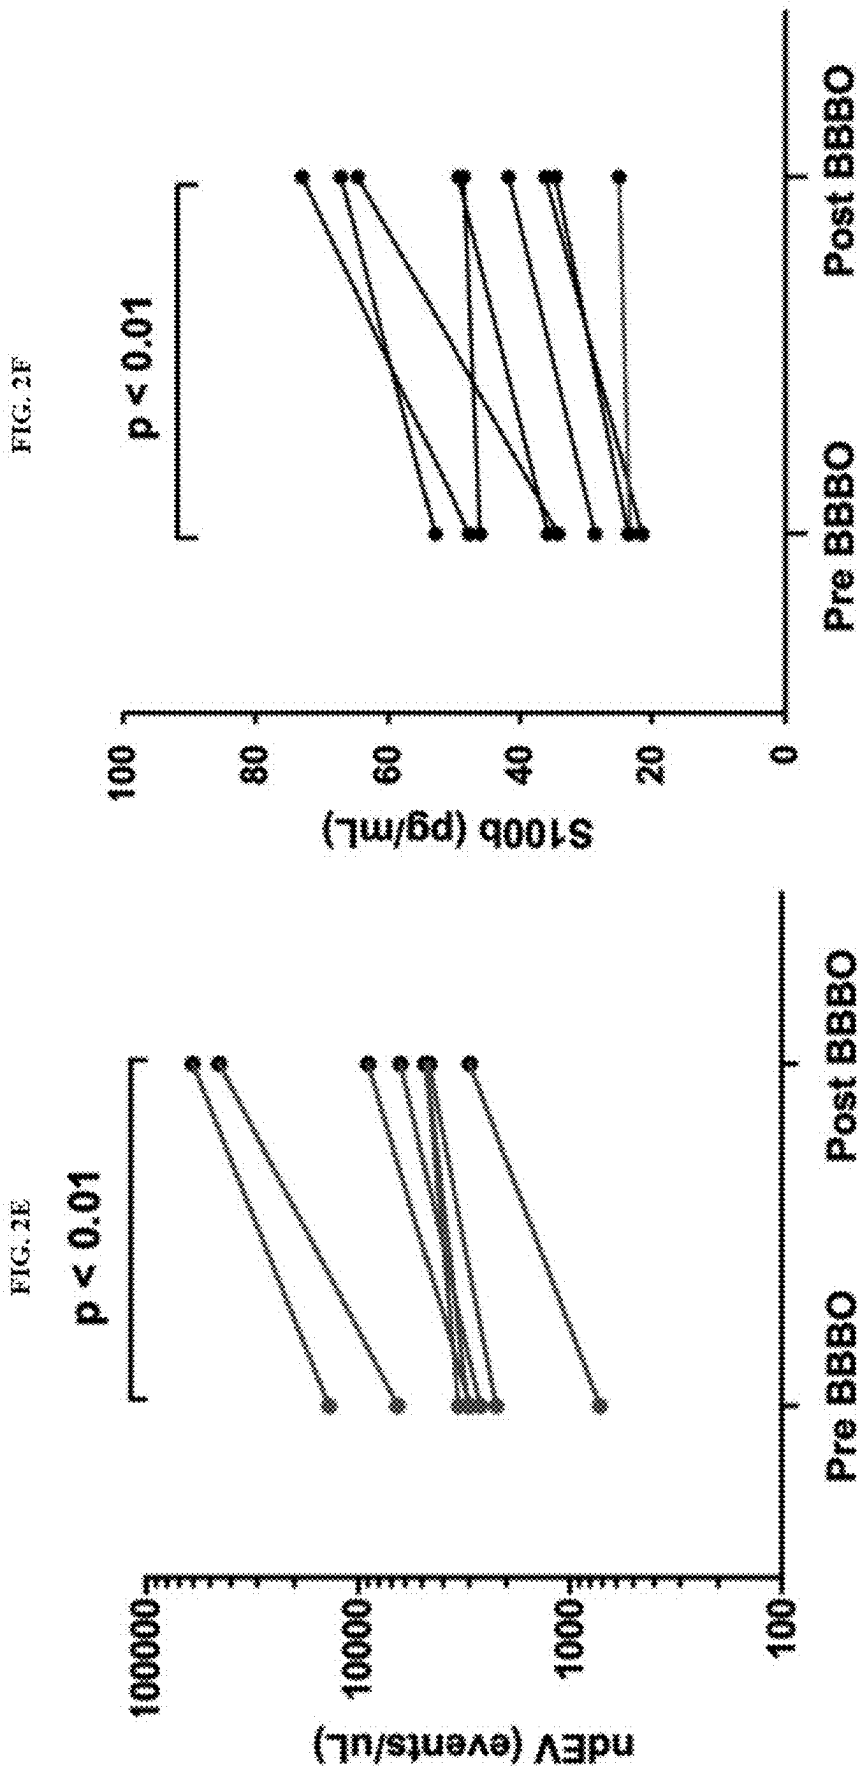 FIG. 2E
p < 0.01
100000
10000
1000
100
ndEV (events/uL)
Pre BBBO
Post BBBO
FIG. 2F
p < 0.01
100
80
60
40
20
0
S100b (pg/mL)
Pre BBBO
Post BBBO